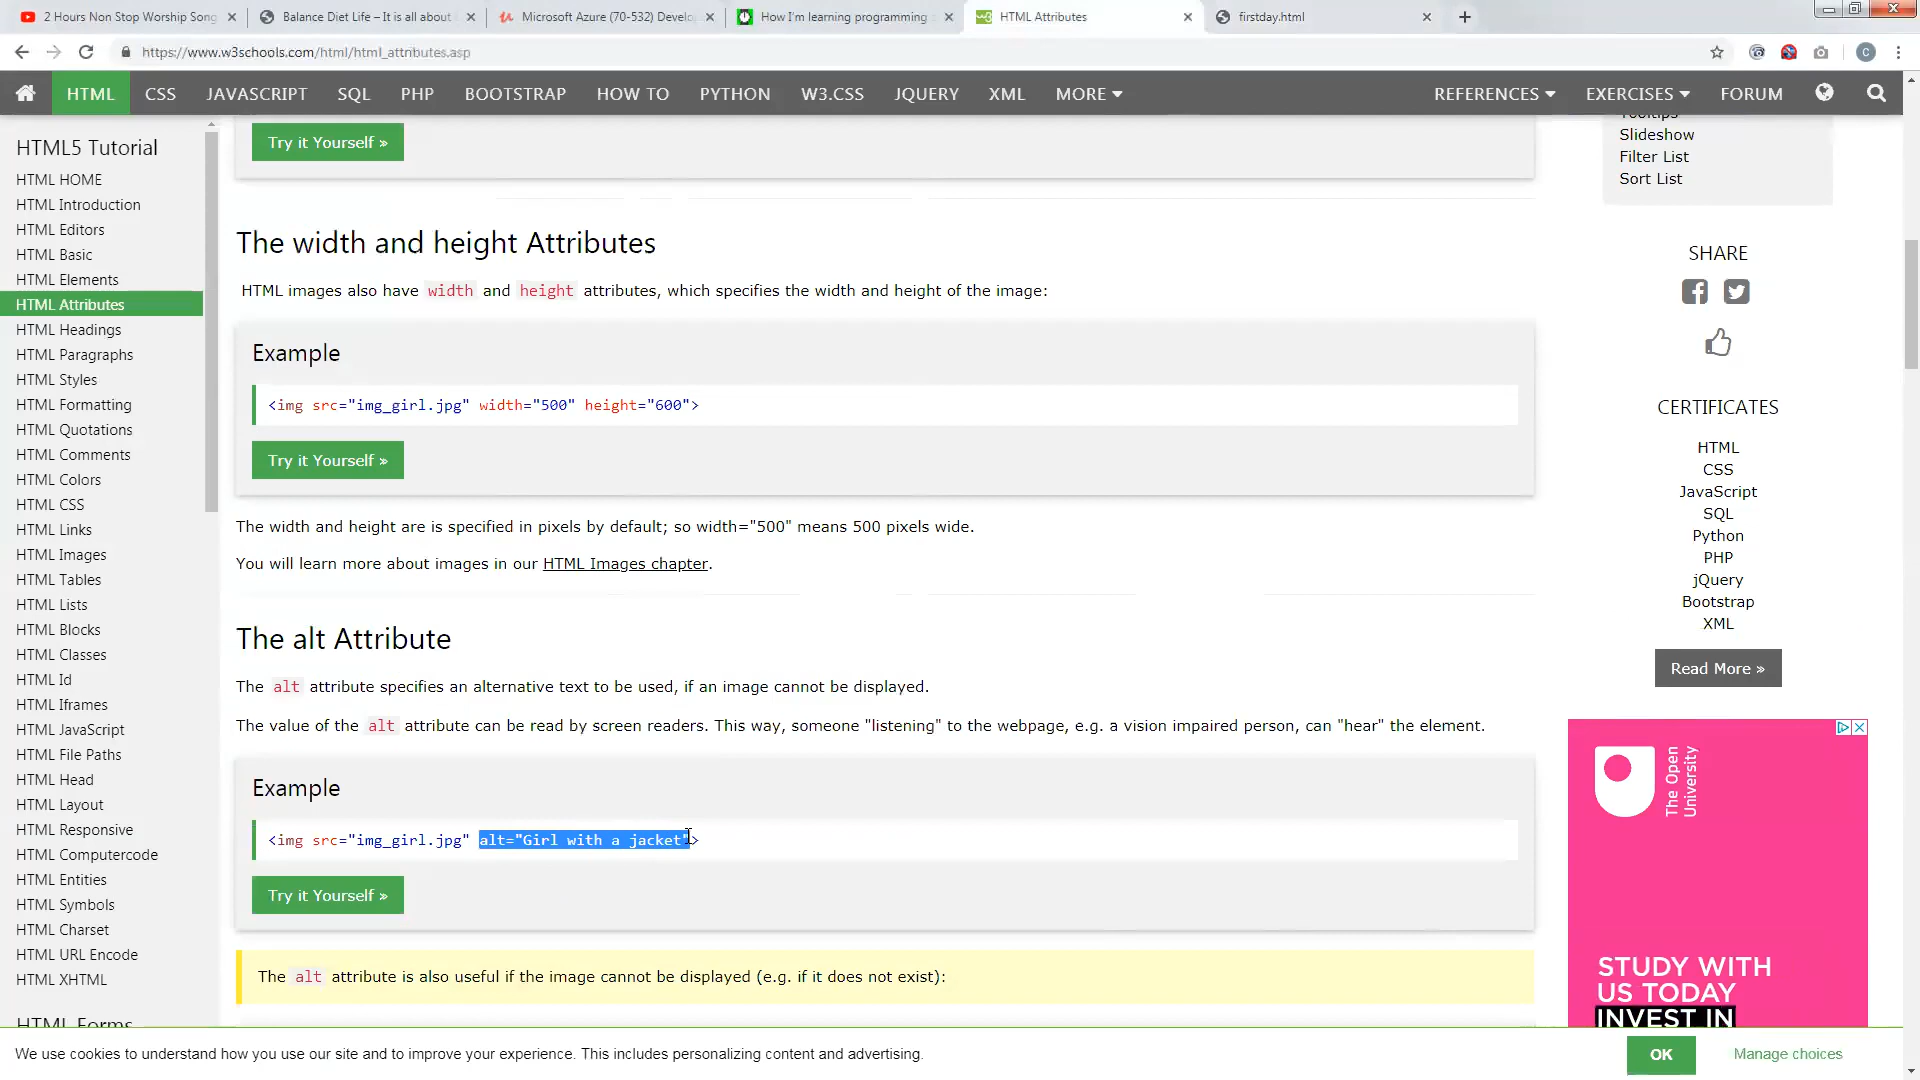 2 Hours Non Stop Worship Song
Balance Diet Life – It is all about
Microsoft Azure (70-532) Develo
How I'm learning programming
HTML Attributes
firstday.html
https://www.w3schools.com/html/html_attributes.asp
C
HTML CSS JAVASCRIPT SQL PHP BOOTSTRAP HOW TO PYTHON W3.CSS JQUERY XML MORE REFERENCES EXERCISES FORUM
HTML5 Tutorial
HTML HOME
HTML Introduction
HTML Editors
HTML Basic
HTML Elements
HTML Attributes
HTML Headings
HTML Paragraphs
HTML Styles
HTML Formatting
HTML Quotations
HTML Comments
HTML Colors
HTML CSS
HTML Links
HTML Images
HTML Tables
HTML Lists
HTML Blocks
HTML Classes
HTML Id
HTML Iframes
HTML JavaScript
HTML File Paths
HTML Head
HTML Layout
HTML Responsive
HTML Computercode
HTML Entities
HTML Symbols
HTML Charset
HTML URL Encode
HTML XHTML
HTML Forms
Try it Yourself »
The width and height Attributes
HTML images also have width and height attributes, which specifies the width and height of the image:
Example
<img src="img_girl.jpg" width="500" height="600">
Try it Yourself »
The width and height are is specified in pixels by default; so width="500" means 500 pixels wide.
You will learn more about images in our HTML Images chapter.
The alt Attribute
The alt attribute specifies an alternative text to be used, if an image cannot be displayed.
The value of the alt attribute can be read by screen readers. This way, someone "listening" to the webpage, e.g. a vision impaired person, can "hear" the element.
Example
<img src="img_girl.jpg" alt="Girl with a jacket">
Try it Yourself »
The alt attribute is also useful if the image cannot be displayed (e.g. if it does not exist):
Tooltips
Slideshow
Filter List
Sort List
SHARE
CERTIFICATES
HTML
CSS
JavaScript
SQL
Python
PHP
jQuery
Bootstrap
XML
Read More »
The Open
University
STUDY WITH
US TODAY
INVEST IN
We use cookies to understand how you use our site and to improve your experience. This includes personalizing content and advertising.
OK
Manage choices